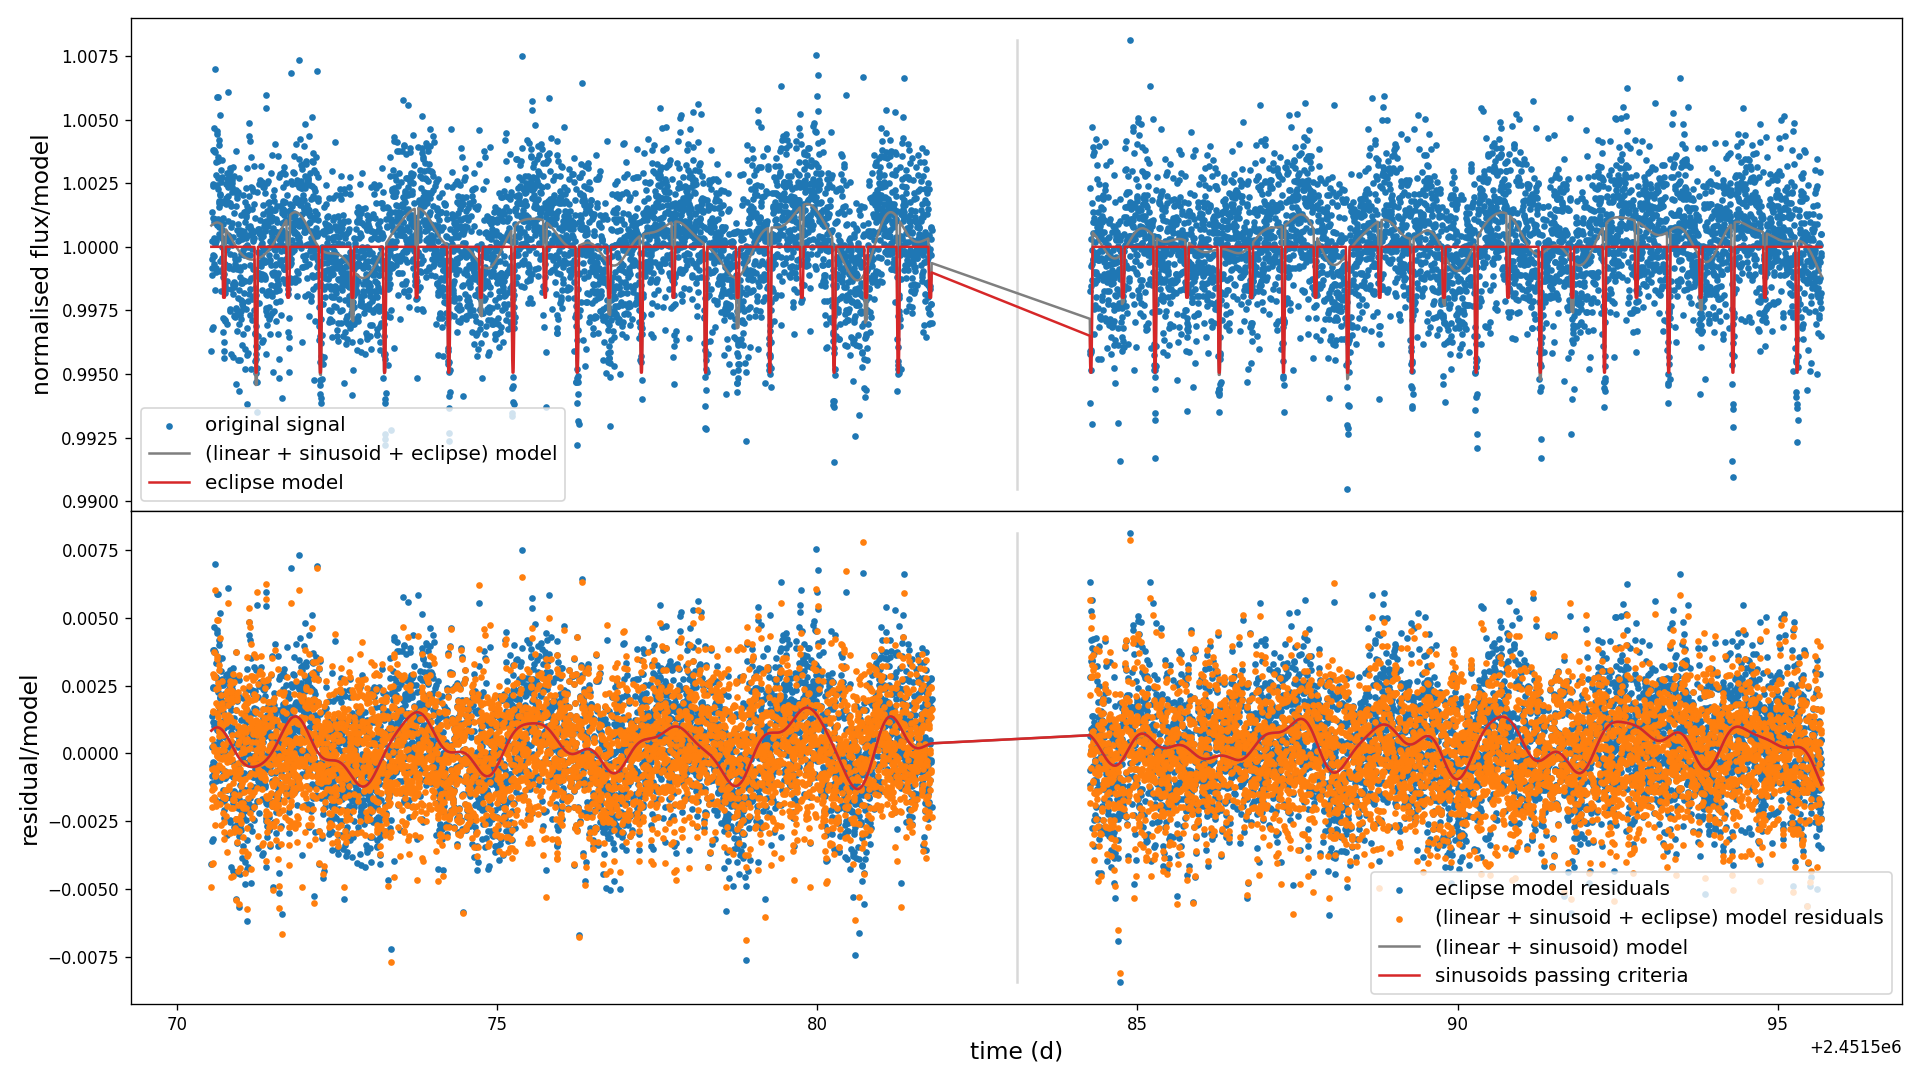 normalised flux/model
1.0075
1.0050
1.0025
1.0000
0.9975
0.9950
0.9925
0.9900
original signal
(linear + sinusoid + eclipse) model
eclipse model
residual/model
0.0075
0.0050
0.0025
0.0000
−0.0025
−0.0050
−0.0075
eclipse model residuals
(linear + sinusoid + eclipse) model residuals
(linear + sinusoid) model
sinusoids passing criteria
70 75 80 85 90 95
time (d)
+2.4515e6